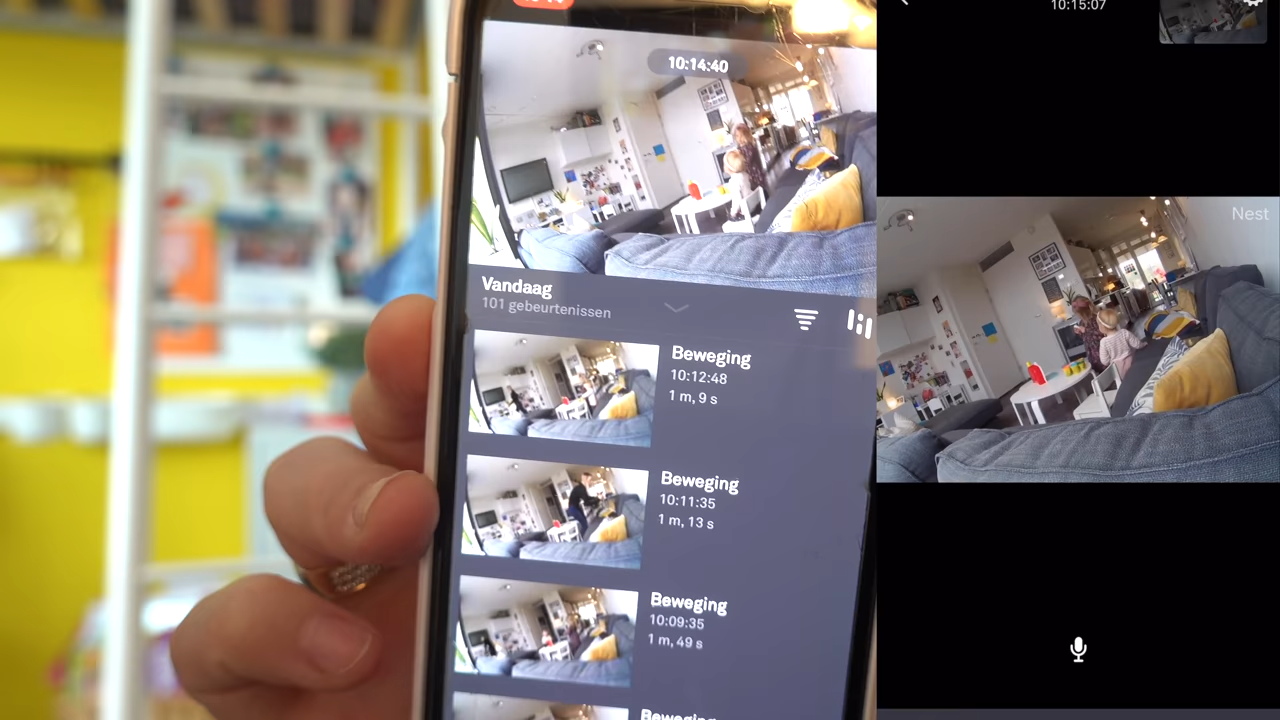 10:14:40
Vandaag
101 gebeurtenissen
Beweging
10:12:48
1 m, 9 s
Beweging
10:11:35
1 m, 13 s
Beweging
10:09:35
1 m, 49 s
Beweging
10:15:07
Nest